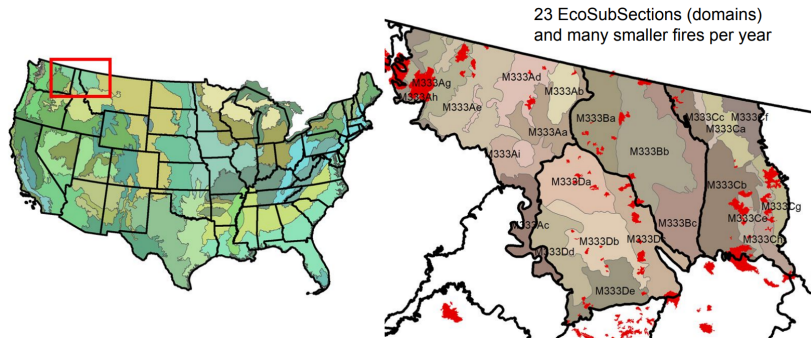 23 EcoSubSections (domains)
and many smaller fires per year
M333Ag
M333Ah
M333Ae
M333Ad
M333Ab
M333Aa
M333Ai
M333Ac
M333Ba
M333Bb
M333Bc
M333Cc
M333Cf
M333Ca
M333Cb
M333Cg
M333Ce
M333Ch
M333Da
M333Db
M333Dd
M333De